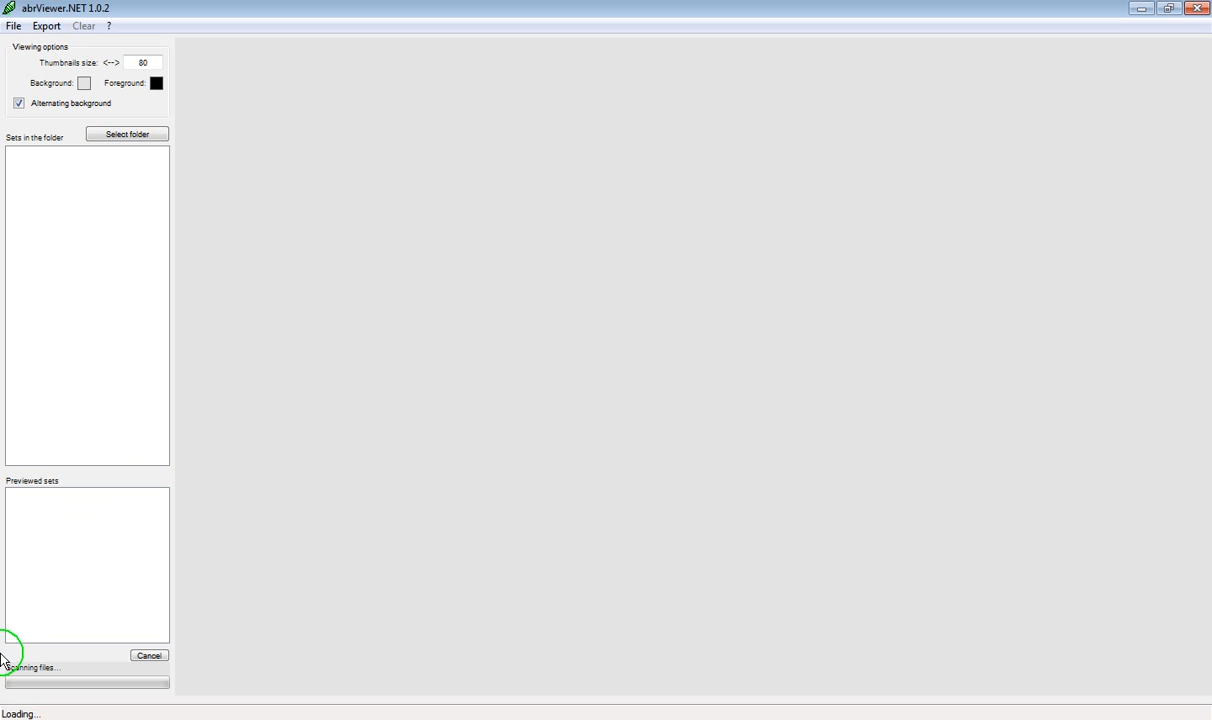 abrViewer.NET 1.0.2
File Export Clear ?
Viewing options
Thumbnails size: <--> 80
Background: Foreground:
Alternating background
Sets in the folder Select folder
Previewed sets
Cancel
Scanning files...
Loading...